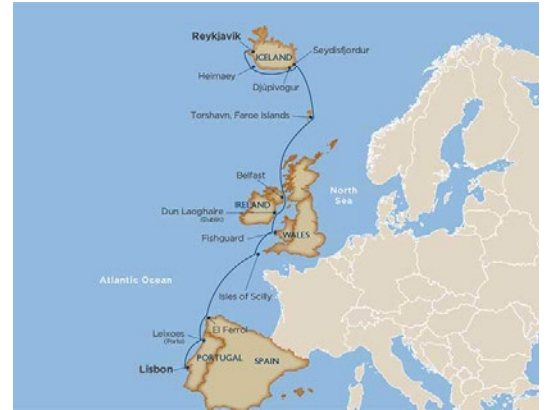 Reykjavik
ICELAND
Seydisfjordur
Heimaey
Djúpivogur
Torshavn, Faroe Islands
Belfast
North
Sea
IRELAND
Dun Laoghaire
(Dublin)
Fishguard
WALES
Atlantic Ocean
Isles of Scilly
El Ferrol
Leixoes
(Porto)
PORTUGAL
SPAIN
Lisbon